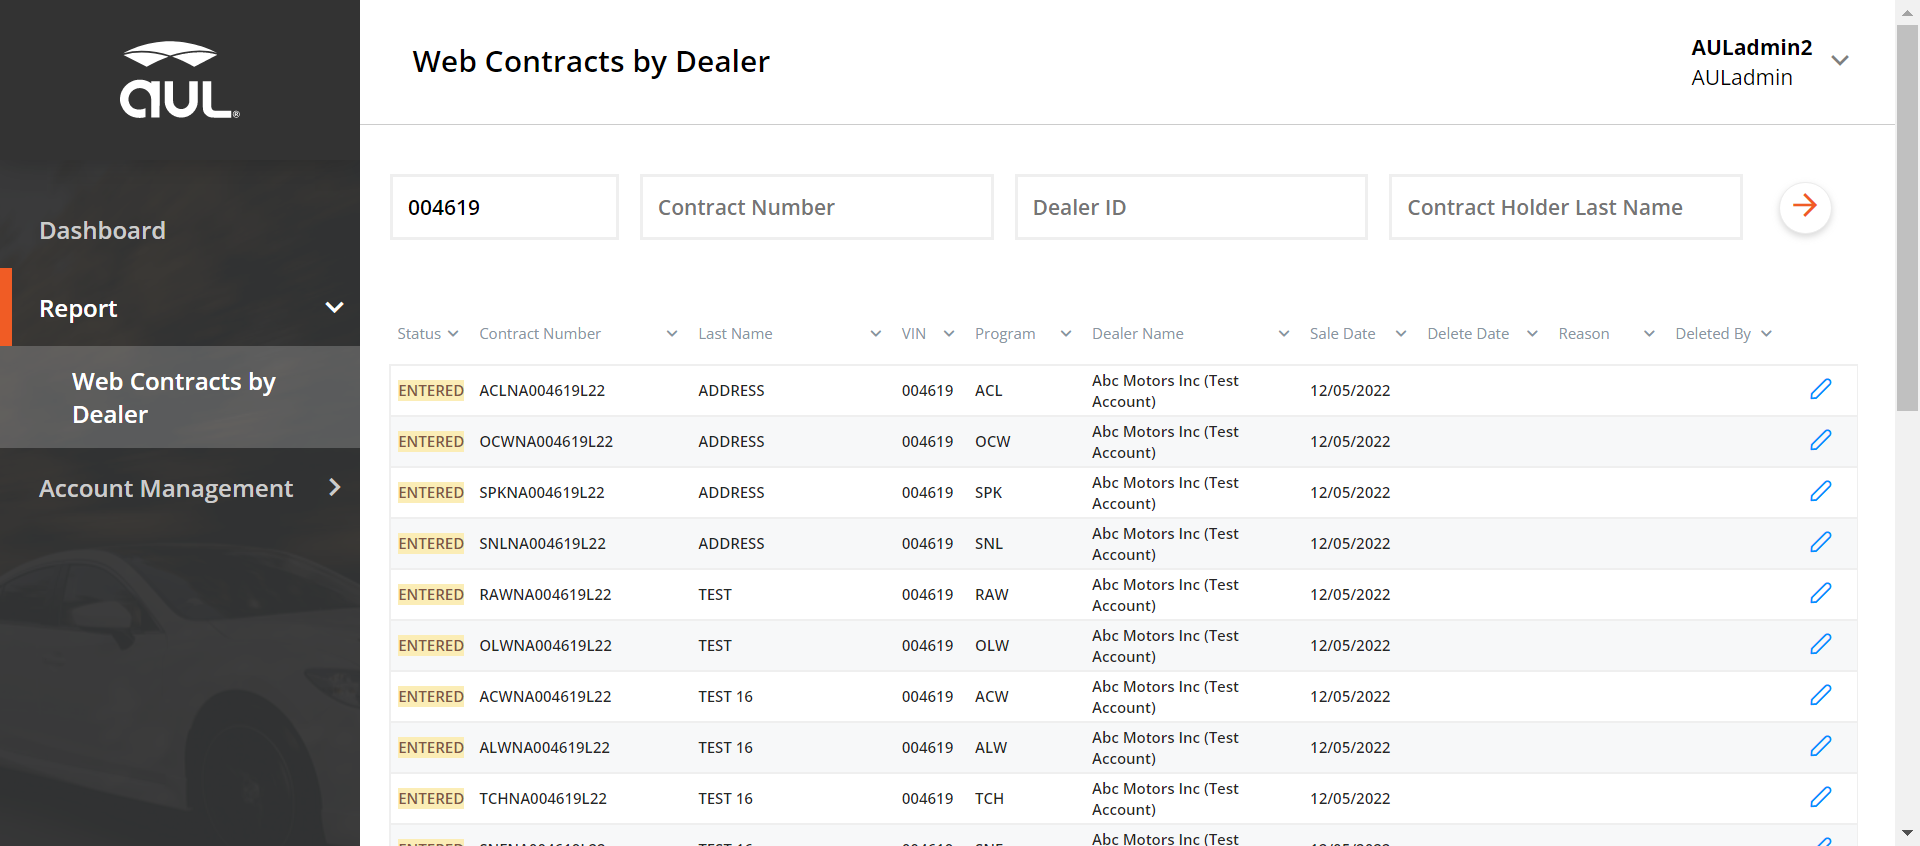 aUL®
Web Contracts by Dealer
AULadmin2
AULadmin
Dashboard
Report
Web Contracts by
Dealer
Account Management
004619
Contract Number
Dealer ID
Contract Holder Last Name
Status Contract Number Last Name VIN Program Dealer Name Sale Date Delete Date Reason Deleted By
ENTERED ACLNA004619L22 ADDRESS 004619 ACL Abc Motors Inc (Test
Account) 12/05/2022
ENTERED OCWNA004619L22 ADDRESS 004619 OCW Abc Motors Inc (Test
Account) 12/05/2022
ENTERED SPKNA004619L22 ADDRESS 004619 SPK Abc Motors Inc (Test
Account) 12/05/2022
ENTERED SNLNA004619L22 ADDRESS 004619 SNL Abc Motors Inc (Test
Account) 12/05/2022
ENTERED RAWNA004619L22 TEST 004619 RAW Abc Motors Inc (Test
Account) 12/05/2022
ENTERED OLWNA004619L22 TEST 004619 OLW Abc Motors Inc (Test
Account) 12/05/2022
ENTERED ACWNA004619L22 TEST 16 004619 ACW Abc Motors Inc (Test
Account) 12/05/2022
ENTERED ALWNA004619L22 TEST 16 004619 ALW Abc Motors Inc (Test
Account) 12/05/2022
ENTERED TCHNA004619L22 TEST 16 004619 TCH Abc Motors Inc (Test
Account) 12/05/2022
Abc Motors Inc (Test